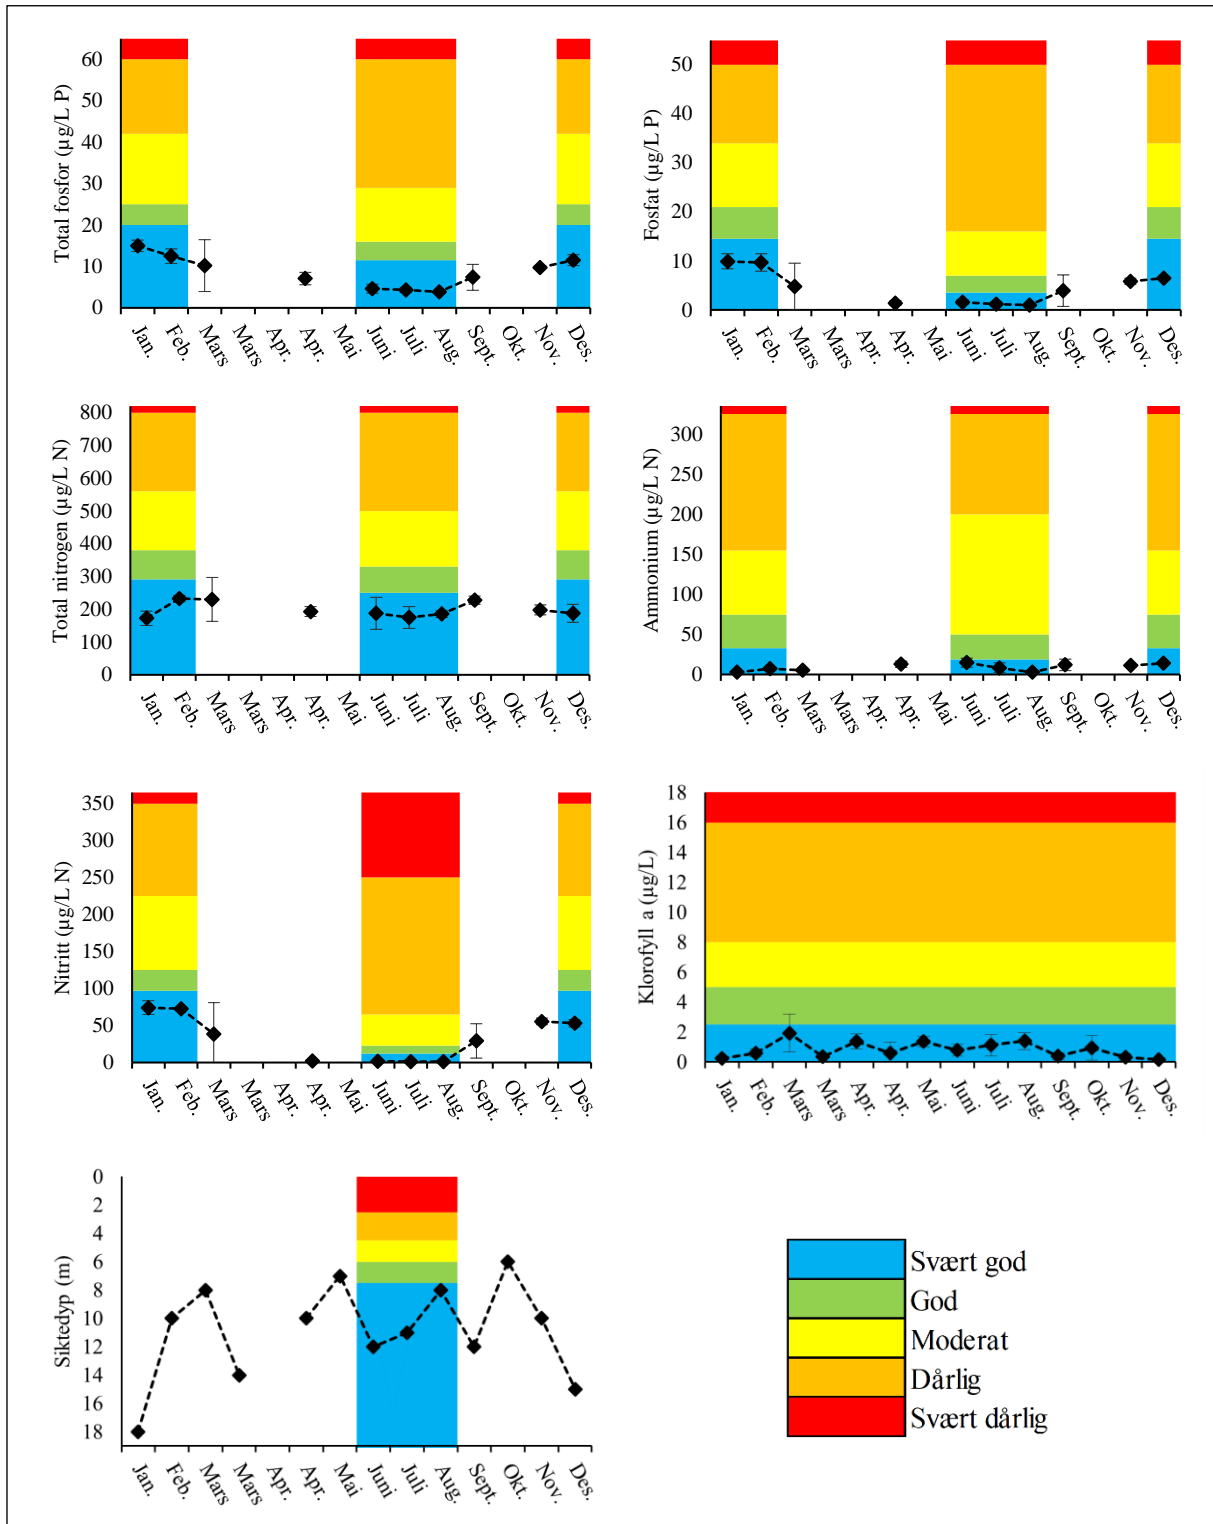 Total fosfor (µg/L P)
60
50
40
30
20
10
0
Jan.
Feb.
Mars
Mars
Apr.
Apr.
Mai
Juni
Juli
Aug.
Sept.
Okt.
Nov.
Des.
Fosfat (µg/L P)
50
40
30
20
10
0
Jan.
Feb.
Mars
Mars
Apr.
Apr.
Mai
Juni
Juli
Aug.
Sept.
Okt.
Nov.
Des.
Total nitrogen (µg/L N)
800
700
600
500
400
300
200
100
0
Jan.
Feb.
Mars
Mars
Apr.
Apr.
Mai
Juni
Juli
Aug.
Sept.
Okt.
Nov.
Des.
Ammonium (µg/L N)
300
250
200
150
100
50
0
Jan.
Feb.
Mars
Mars
Apr.
Apr.
Mai
Juni
Juli
Aug.
Sept.
Okt.
Nov.
Des.
Nitritt (µg/L N)
350
300
250
200
150
100
50
0
Jan.
Feb.
Mars
Mars
Apr.
Apr.
Mai
Juni
Juli
Aug.
Sept.
Okt.
Nov.
Des.
Klorofyll a (µg/L)
18
16
14
12
10
8
6
4
2
0
Jan.
Feb.
Mars
Mars
Apr.
Apr.
Mai
Juni
Juli
Aug.
Sept.
Okt.
Nov.
Des.
Siktedyp (m)
0
2
4
6
8
10
12
14
16
18
Jan.
Feb.
Mars
Mars
Apr.
Apr.
Mai
Juni
Juli
Aug.
Sept.
Okt.
Nov.
Des.
Svært god
God
Moderat
Dårlig
Svært dårlig